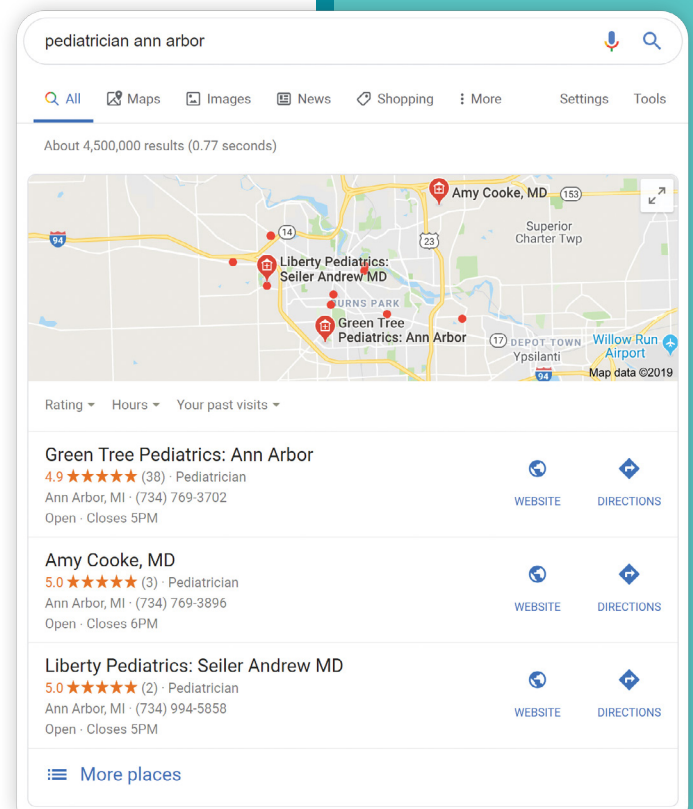 pediatrician ann arbor
All Maps Images News Shopping More Settings Tools
About 4,500,000 results (0.77 seconds)
Amy Cooke, MD
153
Superior
Charter Twp
94
14
23
Liberty Pediatrics:
Seiler Andrew MD
BURNS PARK
Green Tree
Pediatrics: Ann Arbor
17
DEPOT TOWN
Ypsilanti
Willow Run
Airport
94
Map data ©2019
Rating Hours Your past visits
Green Tree Pediatrics: Ann Arbor
4.9 ★★★★★ (38) · Pediatrician
Ann Arbor, MI · (734) 769-3702
Open · Closes 5PM
WEBSITE DIRECTIONS
Amy Cooke, MD
5.0 ★★★★★ (3) · Pediatrician
Ann Arbor, MI · (734) 769-3896
Open · Closes 6PM
WEBSITE DIRECTIONS
Liberty Pediatrics: Seiler Andrew MD
5.0 ★★★★★ (2) · Pediatrician
Ann Arbor, MI · (734) 994-5858
Open · Closes 5PM
WEBSITE DIRECTIONS
More places